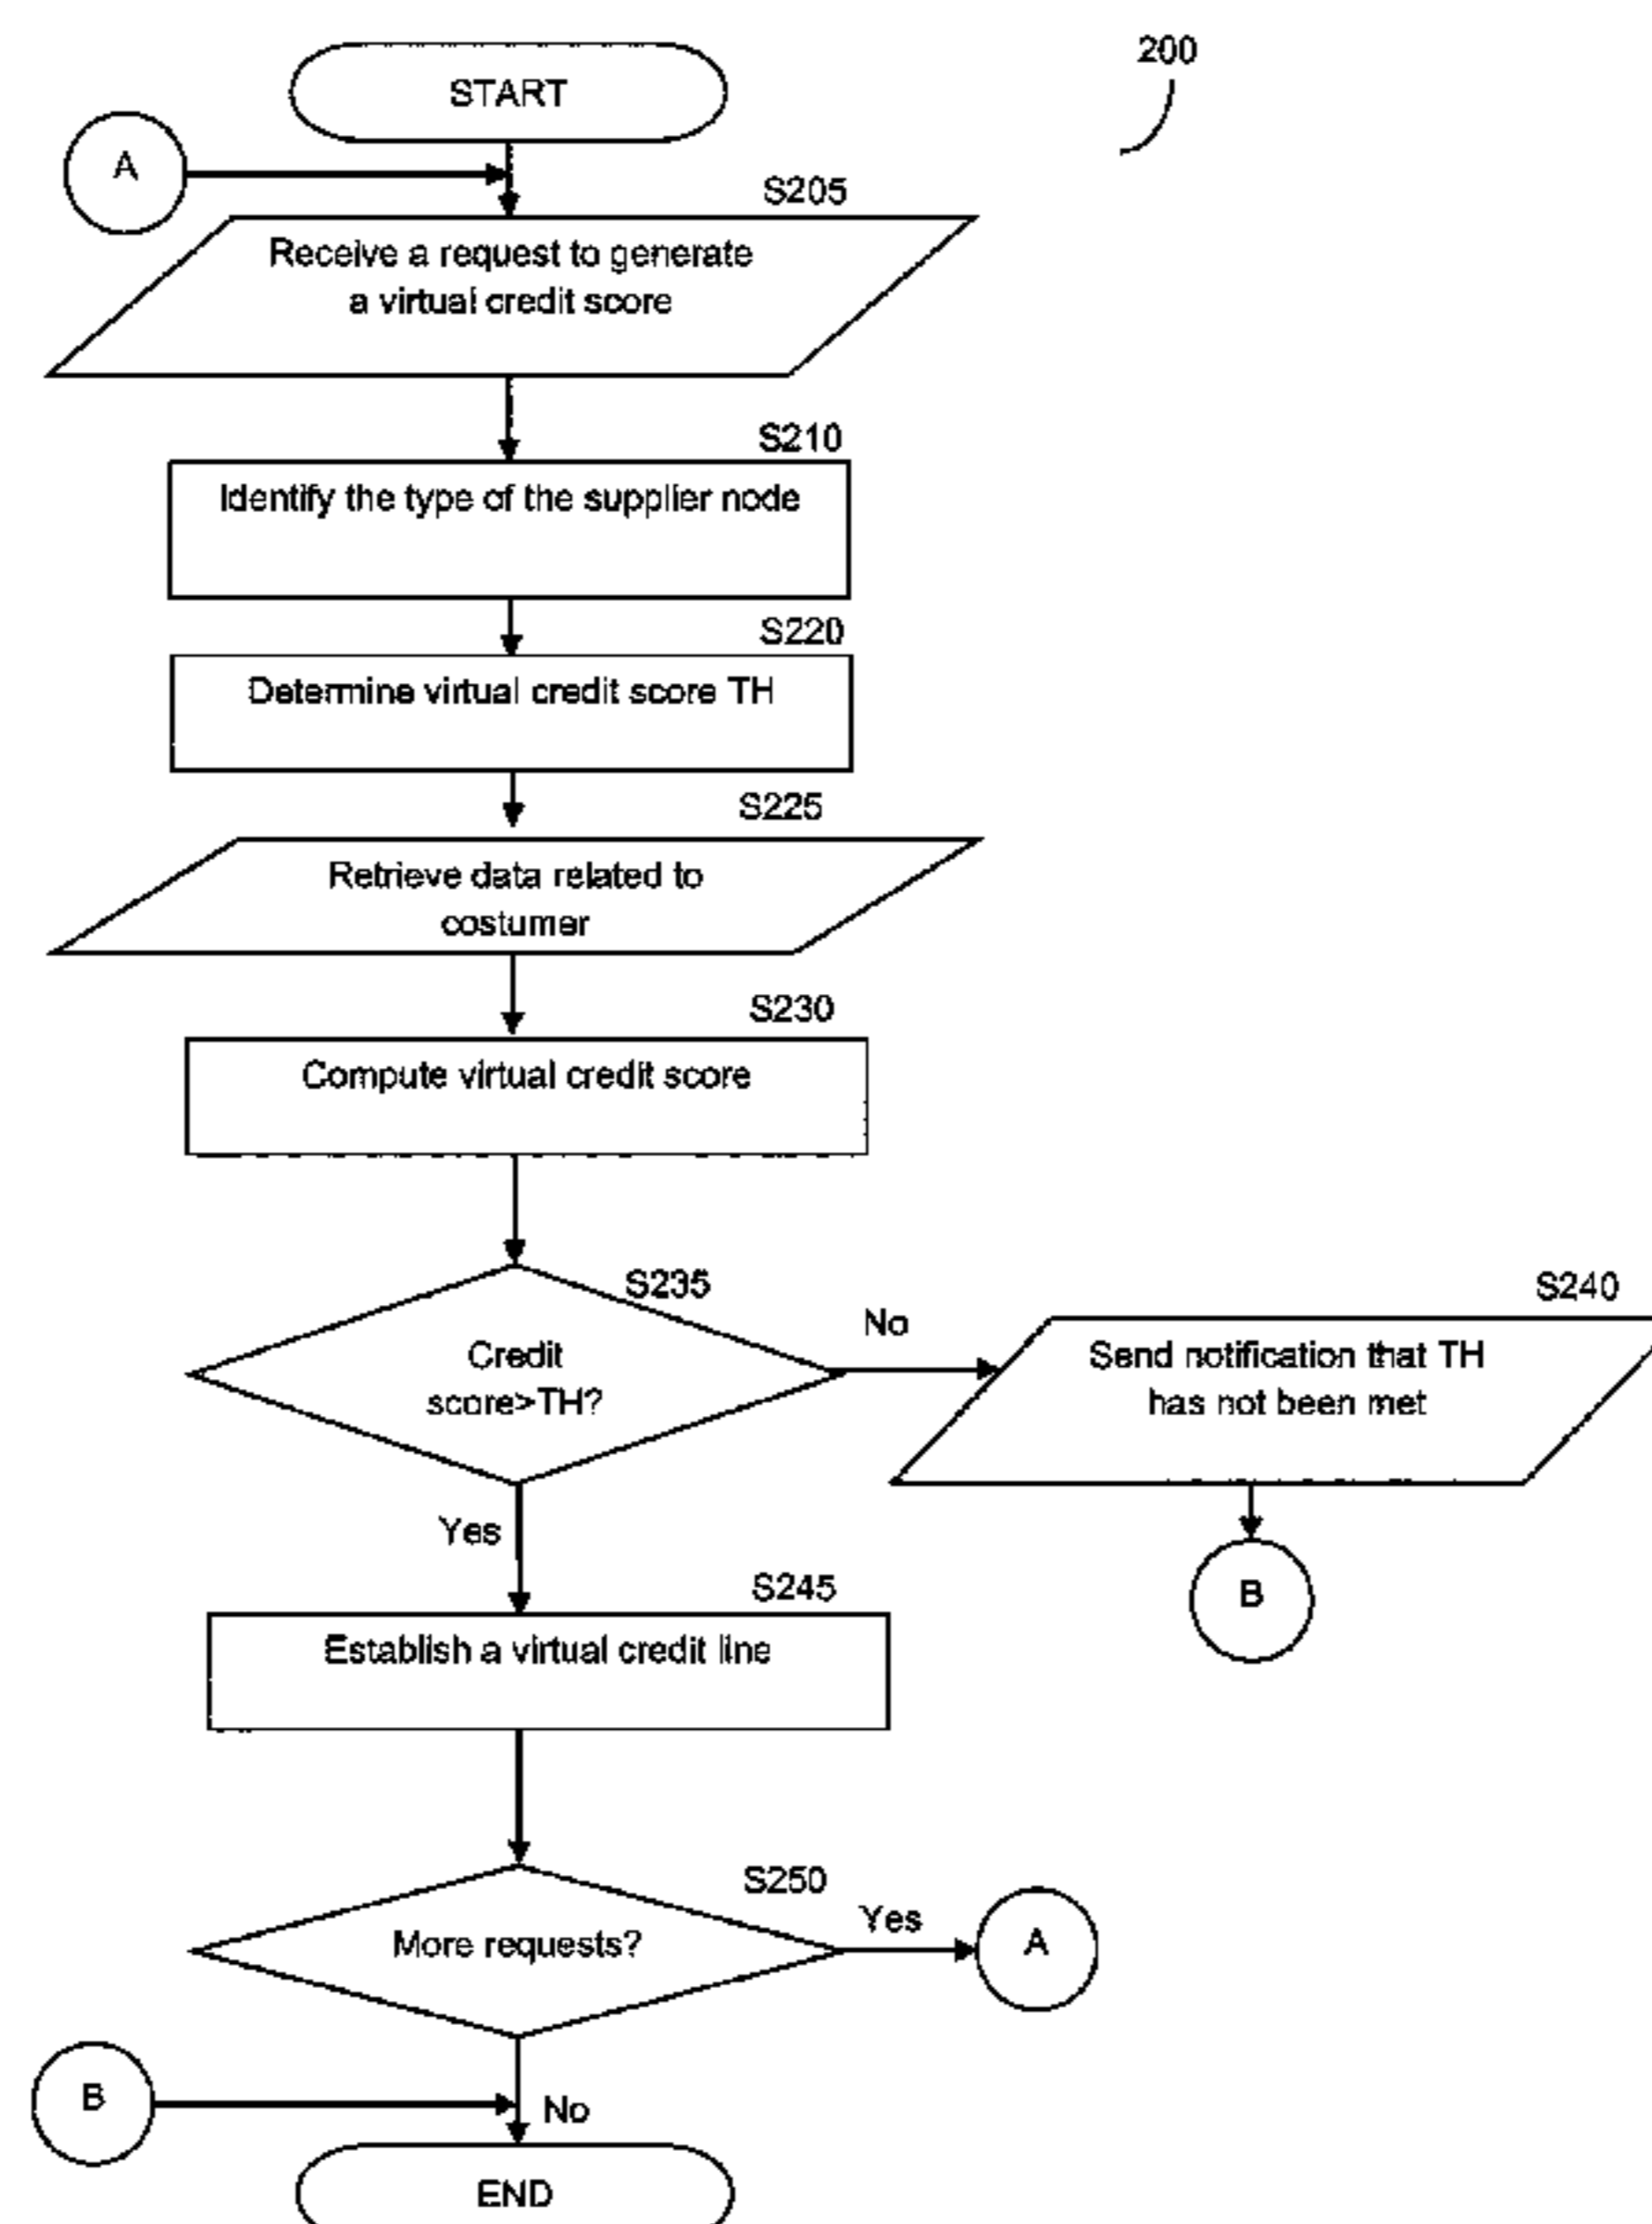 200
START
A
S205
Receive a request to generate
a virtual credit score
S210
Identify the type of the supplier node
S220
Determine virtual credit score TH
S225
Retrieve data related to
costumer
S230
Compute virtual credit score
S235
Credit
score>TH?
No
S240
Send notification that TH
has not been met
B
Yes
S245
Establish a virtual credit line
S250
More requests?
Yes
A
B
No
END